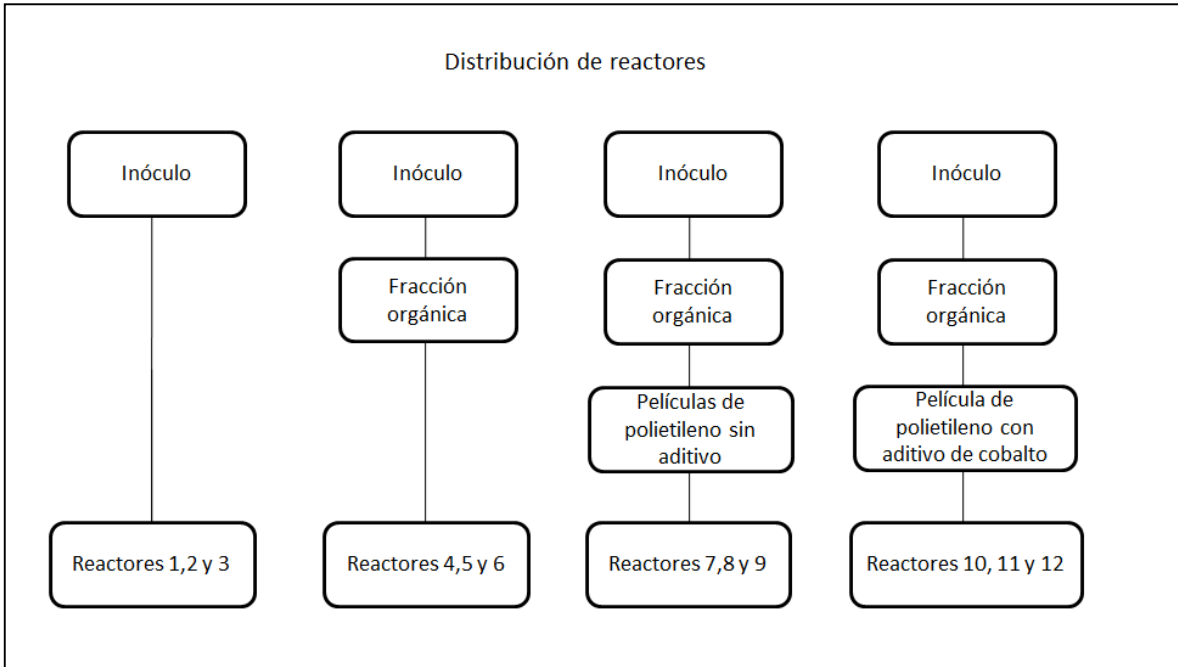 Distribución de reactores
Inóculo
Inóculo
Inóculo
Inóculo
Fracción
orgánica
Fracción
orgánica
Fracción
orgánica
Películas de
polietileno sin
aditivo
Película de
polietileno con
aditivo de cobalto
Reactores 1,2 y 3
Reactores 4,5 y 6
Reactores 7,8 y 9
Reactores 10, 11 y 12